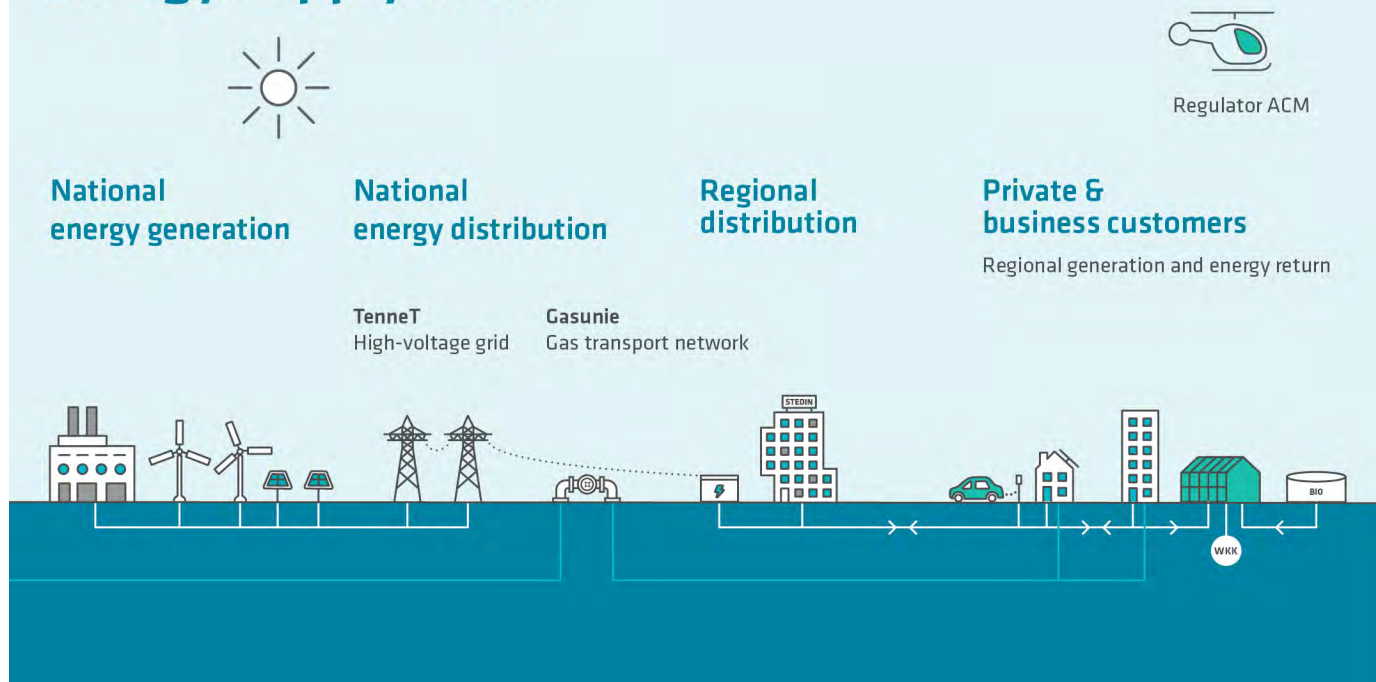 Regulator ACM
National
energy generation
National
energy distribution
Regional
distribution
Private &
business customers
Regional generation and energy return
TenneT
High-voltage grid
Gasunie
Gas transport network
STEDIN
BIO
WKK